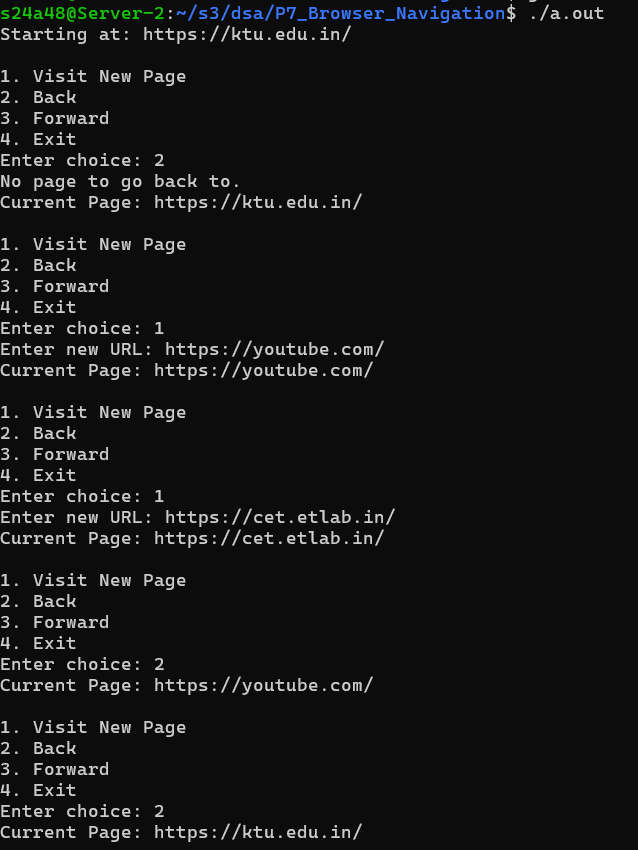 s24a48@Server-2:~/s3/dsa/P7_Browser_Navigation$ ./a.out
Starting at: https://ktu.edu.in/
1. Visit New Page
2. Back
3. Forward
4. Exit
Enter choice: 2
No page to go back to.
Current Page: https://ktu.edu.in/
1. Visit New Page
2. Back
3. Forward
4. Exit
Enter choice: 1
Enter new URL: https://youtube.com/
Current Page: https://youtube.com/
1. Visit New Page
2. Back
3. Forward
4. Exit
Enter choice: 1
Enter new URL: https://cet.etlab.in/
Current Page: https://cet.etlab.in/
1. Visit New Page
2. Back
3. Forward
4. Exit
Enter choice: 2
Current Page: https://youtube.com/
1. Visit New Page
2. Back
3. Forward
4. Exit
Enter choice: 2
Current Page: https://ktu.edu.in/